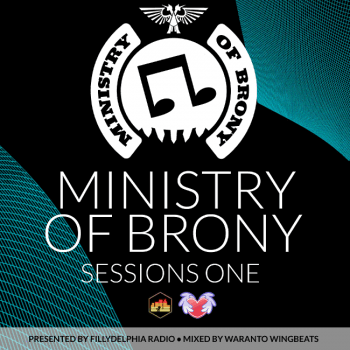 MINISTRY OF BRONY
MINISTRY
OF BRONY
SESSIONS ONE
PRESENTED BY FILLYDELPHIA RADIO ● MIXED BY WARANTO WINGBEATS